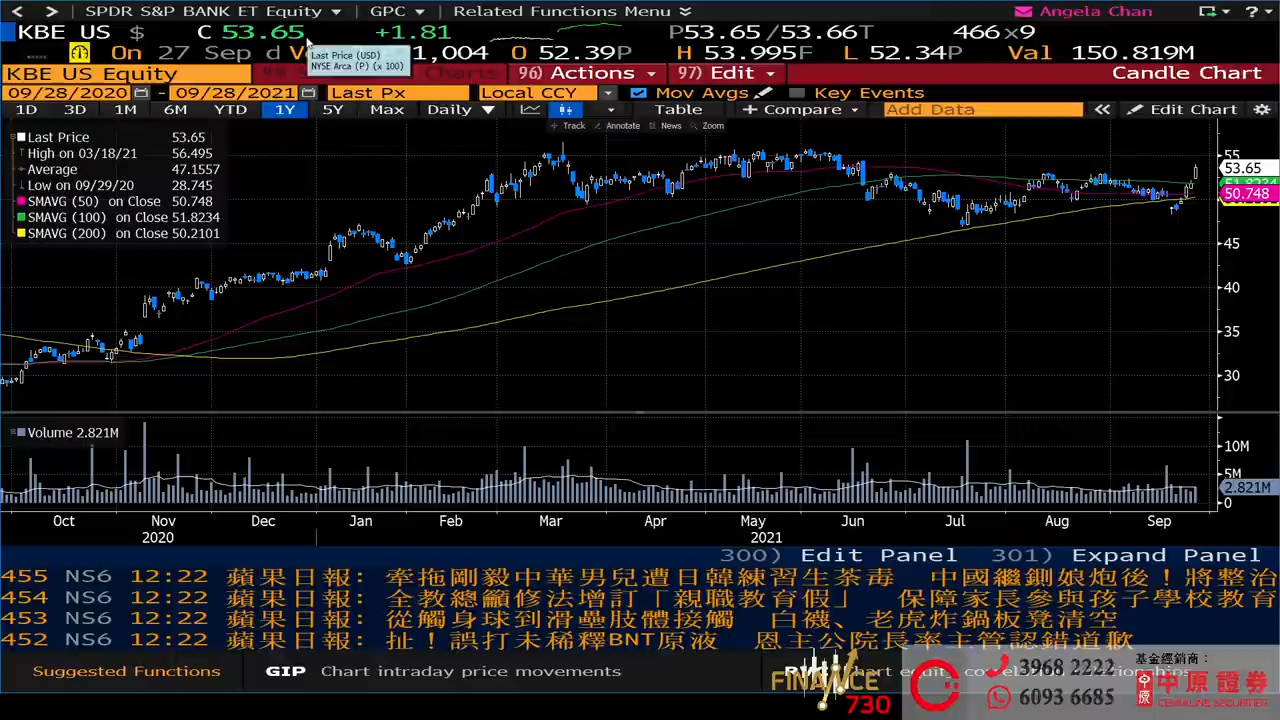 SPDR S&P BANK ET Equity GPC Related Functions Menu Angela Chan
KBE US $ C 53.65 +1.81 P53.65/53.66T 466×9
On 27 Sep d 1,004 O 52.39P H 53.995F L 52.34P Val 150.819M
Last Price (USD)
NYSE Arca (P) (x 100)
KBE US Equity 96) Actions 97) Edit Candle Chart
09/28/2020 - 09/28/2021 Last Px Local CCY Mov Avgs Key Events
1D 3D 1M 6M YTD 1Y 5Y Max Daily Table + Compare Add Data « Edit Chart
Track Annotate News Zoom
Last Price 53.65
High on 03/18/21 56.495
Average 47.1557
Low on 09/29/20 28.745
SMAVG (50) on Close 50.748
SMAVG (100) on Close 51.8234
SMAVG (200) on Close 50.2101
55
53.65
50.748
45
40
35
30
Volume 2.821M
10M
5M
2.821M
0
Oct Nov Dec Jan Feb Mar Apr May Jun Jul Aug Sep
2020 2021
300) Edit Panel 301) Expand Panel
455 NS6 12:22 蘋果日報: 牽拖剛毅中華男兒遭日韓練習生荼毒 中國繼鍘娘炮後!將整治
454 NS6 12:22 蘋果日報: 全教總籲修法增訂「親職教育假」 保障家長參與孩子學校教育
453 NS6 12:22 蘋果日報: 從觸身球到滑壘肢體接觸 白襪、老虎炸鍋板凳清空
452 NS6 12:22 蘋果日報: 扯!誤打未稀釋BNT原液 恩主公院長率主管認錯道歉
Suggested Functions GIP Chart intraday price movements
FINANCE 730
3968 2222
6093 6685
基金經銷商:
中原證券
CENTALINE SECURITIES